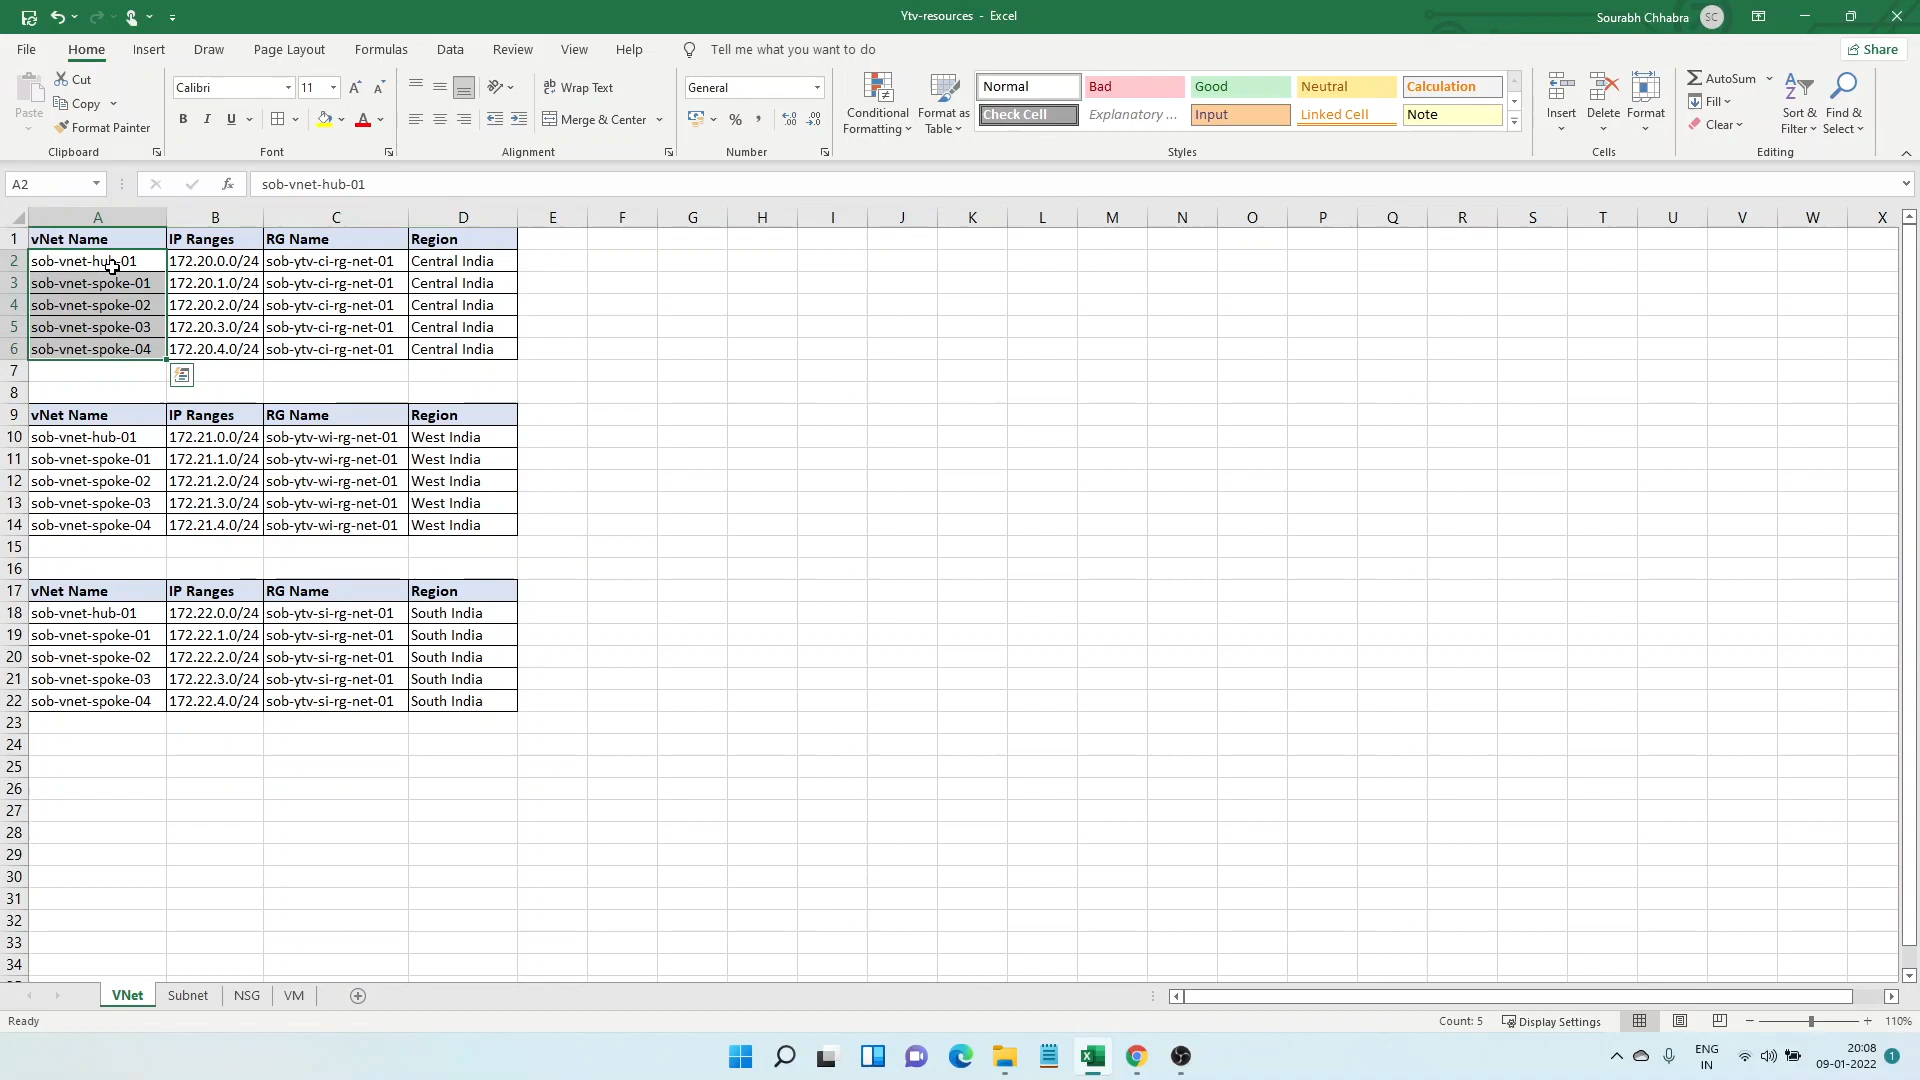 Ytv-resources - Excel
Sourabh Chhabra SC
File Home Insert Draw Page Layout Formulas Data Review View Help Tell me what you want to do Share
Paste Cut Copy Format Painter Clipboard
Calibri 11 B I U A Font
Wrap Text Merge & Center Alignment
General % , Number
Conditional Formatting Format as Table
Normal Bad Good Neutral Calculation
Check Cell Explanatory ... Input Linked Cell Note
Styles
Insert Delete Format Cells
AutoSum Fill Clear Sort & Filter Find & Select Editing
A2 fx sob-vnet-hub-01
A B C D E F G H I J K L M N O P Q R S T U V W X
1 vNet Name IP Ranges RG Name Region
2 sob-vnet-hub-01 172.20.0.0/24 sob-ytv-ci-rg-net-01 Central India
3 sob-vnet-spoke-01 172.20.1.0/24 sob-ytv-ci-rg-net-01 Central India
4 sob-vnet-spoke-02 172.20.2.0/24 sob-ytv-ci-rg-net-01 Central India
5 sob-vnet-spoke-03 172.20.3.0/24 sob-ytv-ci-rg-net-01 Central India
6 sob-vnet-spoke-04 172.20.4.0/24 sob-ytv-ci-rg-net-01 Central India
7
8
9 vNet Name IP Ranges RG Name Region
10 sob-vnet-hub-01 172.21.0.0/24 sob-ytv-wi-rg-net-01 West India
11 sob-vnet-spoke-01 172.21.1.0/24 sob-ytv-wi-rg-net-01 West India
12 sob-vnet-spoke-02 172.21.2.0/24 sob-ytv-wi-rg-net-01 West India
13 sob-vnet-spoke-03 172.21.3.0/24 sob-ytv-wi-rg-net-01 West India
14 sob-vnet-spoke-04 172.21.4.0/24 sob-ytv-wi-rg-net-01 West India
15
16
17 vNet Name IP Ranges RG Name Region
18 sob-vnet-hub-01 172.22.0.0/24 sob-ytv-si-rg-net-01 South India
19 sob-vnet-spoke-01 172.22.1.0/24 sob-ytv-si-rg-net-01 South India
20 sob-vnet-spoke-02 172.22.2.0/24 sob-ytv-si-rg-net-01 South India
21 sob-vnet-spoke-03 172.22.3.0/24 sob-ytv-si-rg-net-01 South India
22 sob-vnet-spoke-04 172.22.4.0/24 sob-ytv-si-rg-net-01 South India
23
24
25
26
27
28
29
30
31
32
33
34
VNet Subnet NSG VM
Ready Count: 5 Display Settings 110%
ENG IN 20:08 09-01-2022 1